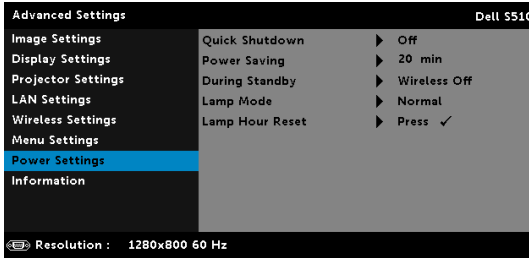 Advanced Settings Dell S510
Image Settings
Display Settings
Projector Settings
LAN Settings
Wireless Settings
Menu Settings
Power Settings
Information
Quick Shutdown Off
Power Saving 20 min
During Standby Wireless Off
Lamp Mode Normal
Lamp Hour Reset Press ✓
Resolution : 1280x800 60 Hz